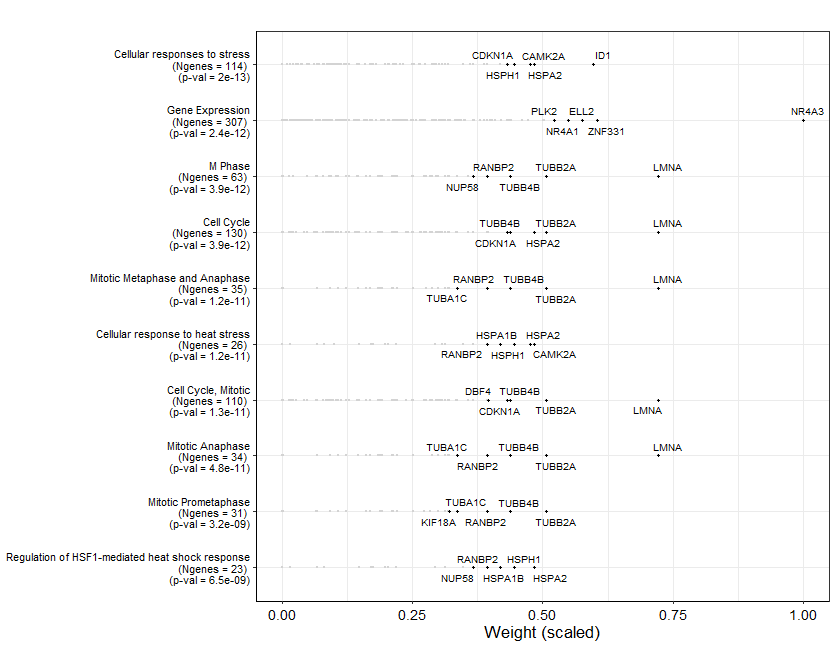 Cellular responses to stress
(Ngenes = 114)
(p-val = 2e-13)
CDKN1A CAMK2A ID1
HSPH1 HSPA2
Gene Expression
(Ngenes = 307)
(p-val = 2.4e-12)
PLK2 ELL2 NR4A3
NR4A1 ZNF331
M Phase
(Ngenes = 63)
(p-val = 3.9e-12)
RANBP2 TUBB2A LMNA
NUP58 TUBB4B
Cell Cycle
(Ngenes = 130)
(p-val = 3.9e-12)
TUBB4B TUBB2A LMNA
CDKN1A HSPA2
Mitotic Metaphase and Anaphase
(Ngenes = 35)
(p-val = 1.2e-11)
RANBP2 TUBB4B LMNA
TUBA1C TUBB2A
Cellular response to heat stress
(Ngenes = 26)
(p-val = 1.2e-11)
HSPA1B HSPA2
RANBP2 HSPH1 CAMK2A
Cell Cycle, Mitotic
(Ngenes = 110)
(p-val = 1.3e-11)
DBF4 TUBB4B
CDKN1A TUBB2A LMNA
Mitotic Anaphase
(Ngenes = 34)
(p-val = 4.8e-11)
TUBA1C TUBB4B LMNA
RANBP2 TUBB2A
Mitotic Prometaphase
(Ngenes = 31)
(p-val = 3.2e-09)
TUBA1C TUBB4B
KIF18A RANBP2 TUBB2A
Regulation of HSF1-mediated heat shock response
(Ngenes = 23)
(p-val = 6.5e-09)
RANBP2 HSPH1
NUP58 HSPA1B HSPA2
0.00 0.25 0.50 0.75 1.00
Weight (scaled)